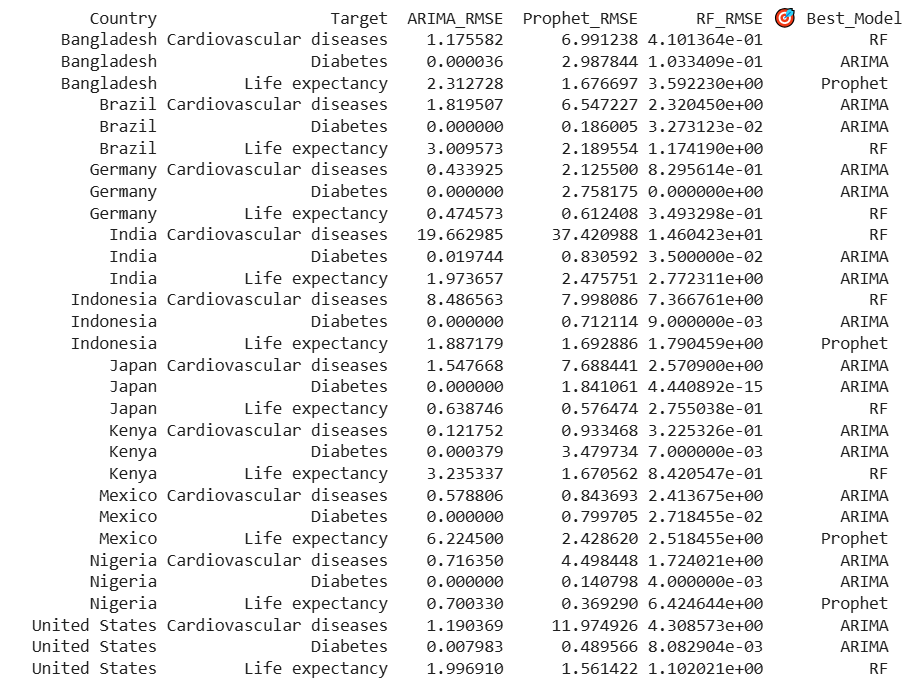 Country Target ARIMA_RMSE Prophet_RMSE RF_RMSE 🎯 Best_Model
Bangladesh Cardiovascular diseases 1.175582 6.991238 4.101364e-01 RF
Bangladesh Diabetes 0.000036 2.987844 1.033409e-01 ARIMA
Bangladesh Life expectancy 2.312728 1.676697 3.592230e+00 Prophet
Brazil Cardiovascular diseases 1.819507 6.547227 2.320450e+00 ARIMA
Brazil Diabetes 0.000000 0.186005 3.273123e-02 ARIMA
Brazil Life expectancy 3.009573 2.189554 1.174190e+00 RF
Germany Cardiovascular diseases 0.433925 2.125500 8.295614e-01 ARIMA
Germany Diabetes 0.000000 2.758175 0.000000e+00 ARIMA
Germany Life expectancy 0.474573 0.612408 3.493298e-01 RF
India Cardiovascular diseases 19.662985 37.420988 1.460423e+01 RF
India Diabetes 0.019744 0.830592 3.500000e-02 ARIMA
India Life expectancy 1.973657 2.475751 2.772311e+00 ARIMA
Indonesia Cardiovascular diseases 8.486563 7.998086 7.366761e+00 RF
Indonesia Diabetes 0.000000 0.712114 9.000000e-03 ARIMA
Indonesia Life expectancy 1.887179 1.692886 1.790459e+00 Prophet
Japan Cardiovascular diseases 1.547668 7.688441 2.570900e+00 ARIMA
Japan Diabetes 0.000000 1.841061 4.440892e-15 ARIMA
Japan Life expectancy 0.638746 0.576474 2.755038e-01 RF
Kenya Cardiovascular diseases 0.121752 0.933468 3.225326e-01 ARIMA
Kenya Diabetes 0.000379 3.479734 7.000000e-03 ARIMA
Kenya Life expectancy 3.235337 1.670562 8.420547e-01 RF
Mexico Cardiovascular diseases 0.578806 0.843693 2.413675e+00 ARIMA
Mexico Diabetes 0.000000 0.799705 2.718455e-02 ARIMA
Mexico Life expectancy 6.224500 2.428620 2.518455e+00 Prophet
Nigeria Cardiovascular diseases 0.716350 4.498448 1.724021e+00 ARIMA
Nigeria Diabetes 0.000000 0.140798 4.000000e-03 ARIMA
Nigeria Life expectancy 0.700330 0.369290 6.424644e+00 Prophet
United States Cardiovascular diseases 1.190369 11.974926 4.308573e+00 ARIMA
United States Diabetes 0.007983 0.489566 8.082904e-03 ARIMA
United States Life expectancy 1.996910 1.561422 1.102021e+00 RF